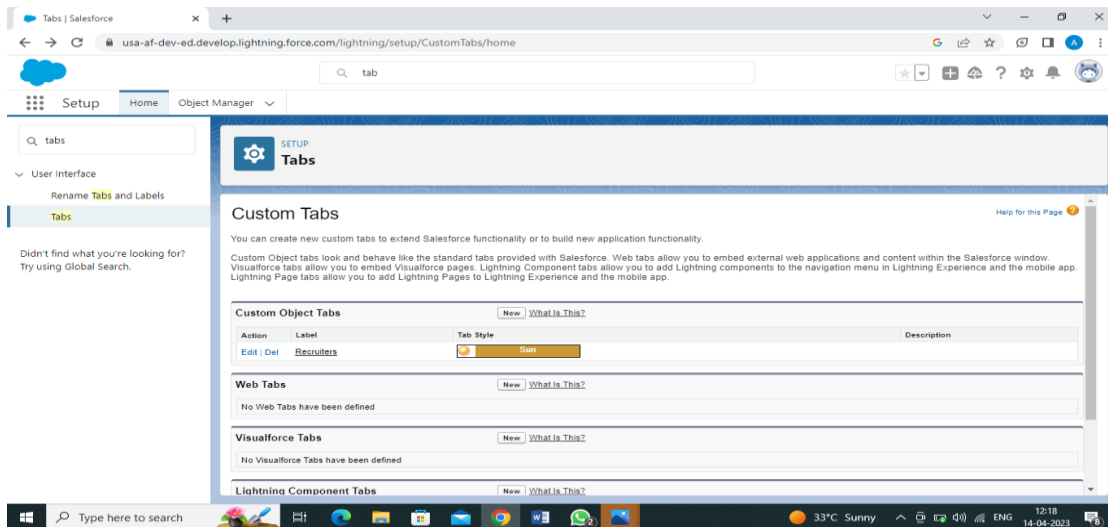 Tabs | Salesforce
usa-af-dev-ed.develop.lightning.force.com/lightning/setup/CustomTabs/home
G
A
tab
Setup
Home
Object Manager
tabs
User Interface
Rename Tabs and Labels
Tabs
Didn't find what you're looking for?
Try using Global Search.
SETUP
Tabs
Custom Tabs
Help for this Page
You can create new custom tabs to extend Salesforce functionality or to build new application functionality.
Custom Object tabs look and behave like the standard tabs provided with Salesforce. Web tabs allow you to embed external web applications and content within the Salesforce window.
Visualforce tabs allow you to embed Visualforce pages. Lightning Component tabs allow you to add Lightning components to the navigation menu in Lightning Experience and the mobile app.
Lightning Page tabs allow you to add Lightning Pages to Lightning Experience and the mobile app.
Custom Object Tabs New What Is This?
Action Label Tab Style Description
Edit | Del Recruiters Sun
Web Tabs New What Is This?
No Web Tabs have been defined
Visualforce Tabs New What Is This?
No Visualforce Tabs have been defined
Lightning Component Tabs New What Is This?
Type here to search
33°C Sunny
ENG
12:18
14-04-2023